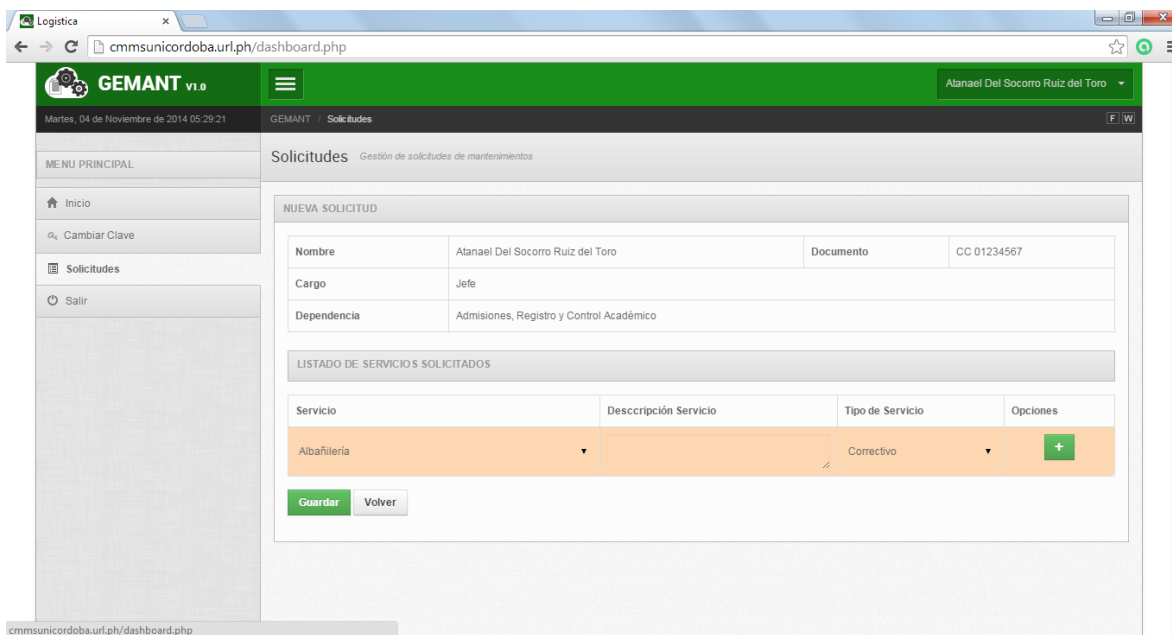 Logistica
cmmsunicordoba.url.ph/dashboard.php
GEMANT V1.0
Atanael Del Socorro Ruiz del Toro
Martes, 04 de Noviembre de 2014 05:29:21
GEMANT / Solicitudes
F W
MENU PRINCIPAL
Inicio
Cambiar Clave
Solicitudes
Salir
Solicitudes Gestión de solicitudes de mantenimientos
NUEVA SOLICITUD
Nombre Atanael Del Socorro Ruiz del Toro Documento CC 01234567
Cargo Jefe
Dependencia Admisiones, Registro y Control Académico
LISTADO DE SERVICIOS SOLICITADOS
Servicio Desccripción Servicio Tipo de Servicio Opciones
Albañilería Correctivo +
Guardar Volver
cmmsunicordoba.url.ph/dashboard.php